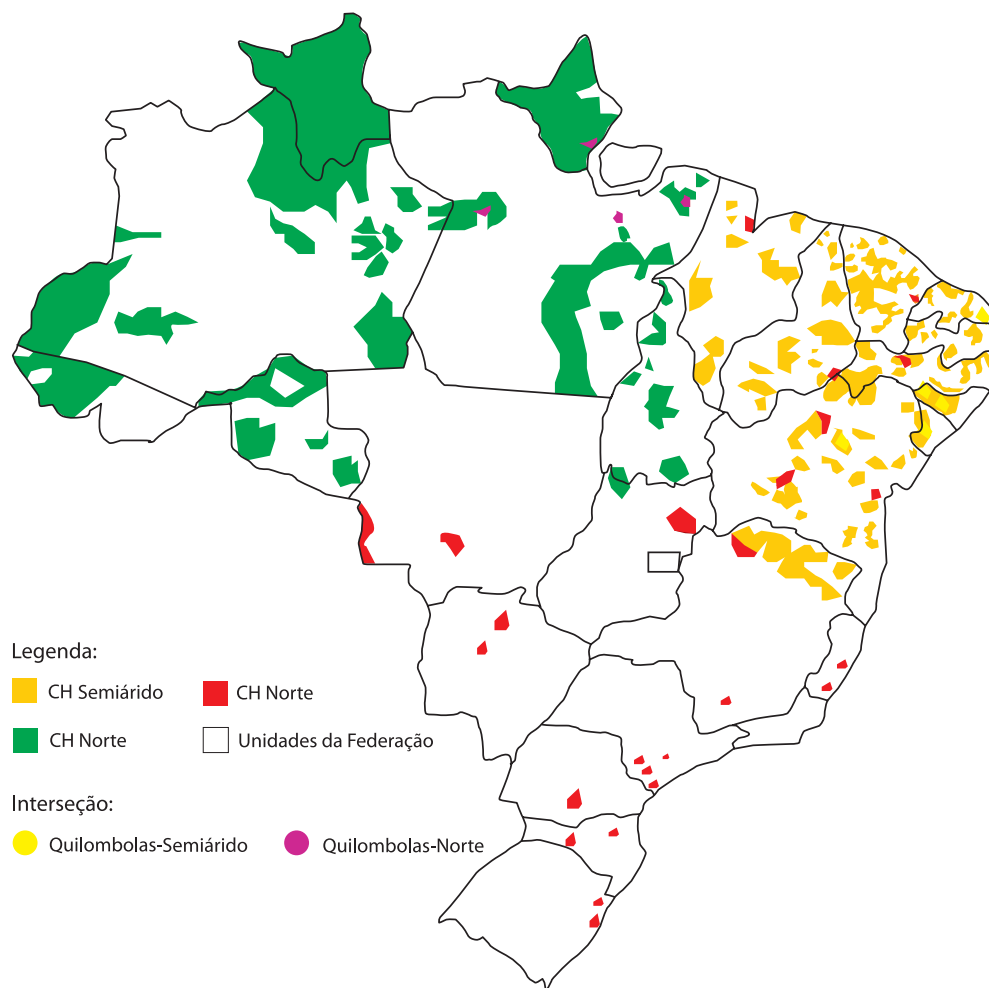 Legenda:
CH Semiárido
CH Norte
CH Norte
Unidades da Federação
Interseção:
Quilombolas-Semiárido
Quilombolas-Norte